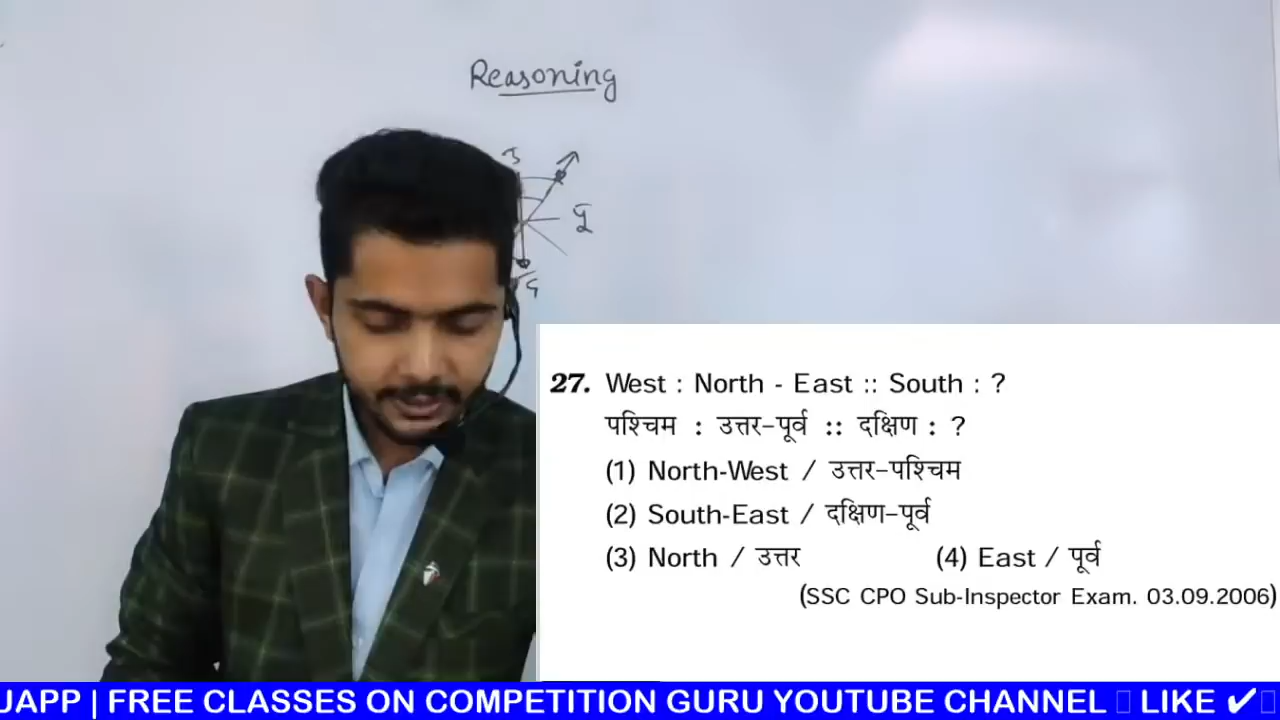 Reasoning
उ
पू
27. West : North - East :: South : ?
पश्चिम : उत्तर-पूर्व :: दक्षिण : ?
(1) North-West / उत्तर-पश्चिम
(2) South-East / दक्षिण-पूर्व
(3) North / उत्तर (4) East / पूर्व
(SSC CPO Sub-Inspector Exam. 03.09.2006)
JAPP | FREE CLASSES ON COMPETITION GURU YOUTUBE CHANNEL LIKE ✔